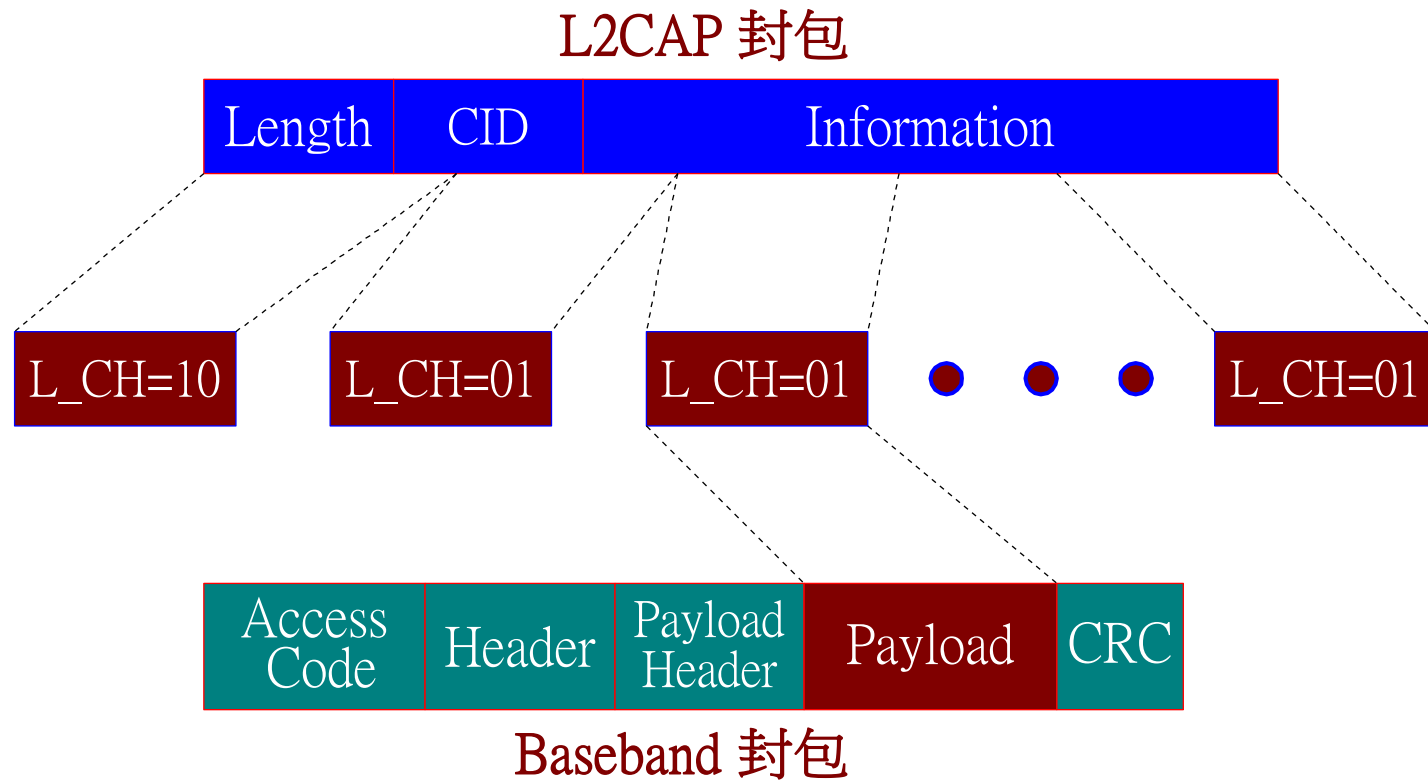 L2CAP 封包
Length CID Information
L_CH=10 L_CH=01 L_CH=01 L_CH=01
Access
Code
Header
Payload
Header
Payload
CRC
Baseband 封包